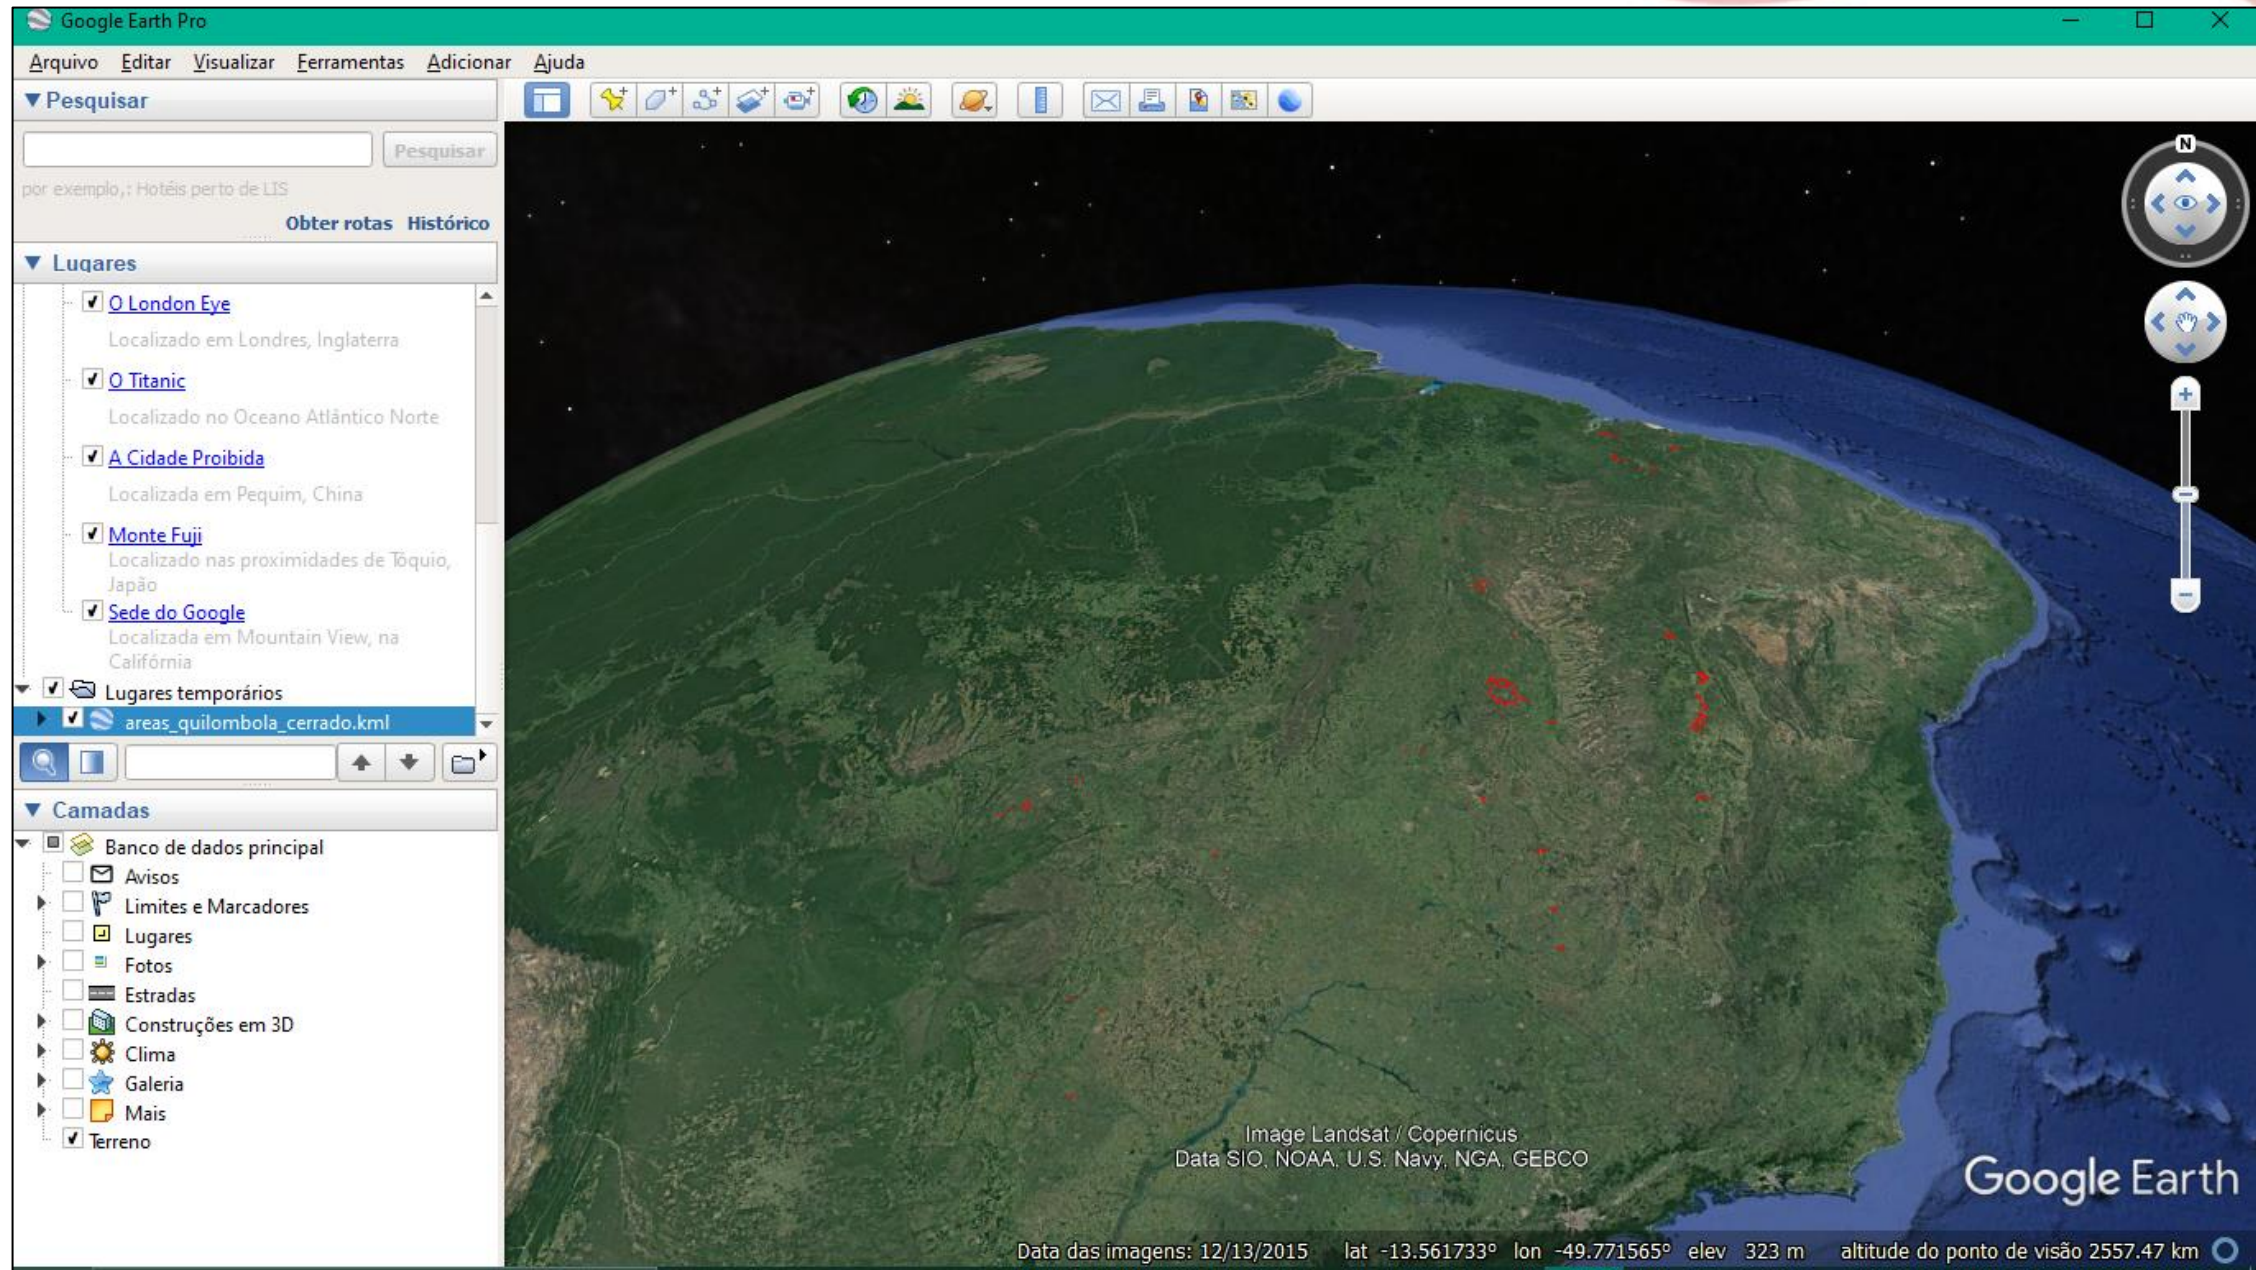 Google Earth Pro
Arquivo Editar Visualizar Ferramentas Adicionar Ajuda
Pesquisar
Pesquisar
por exemplo,: Hotéis perto de LIS
Obter rotas Histórico
Lugares
O London Eye
Localizado em Londres, Inglaterra
O Titanic
Localizado no Oceano Atlântico Norte
A Cidade Proibida
Localizada em Pequim, China
Monte Fuji
Localizado nas proximidades de Tóquio,
Japão
Sede do Google
Localizada em Mountain View, na
Califórnia
Lugares temporários
areas_quilombola_cerrado.kml
Camadas
Banco de dados principal
Avisos
Limites e Marcadores
Lugares
Fotos
Estradas
Construções em 3D
Clima
Galeria
Mais
Terreno
N
Image Landsat / Copernicus
Data SIO, NOAA, U.S. Navy, NGA, GEBCO
Google Earth
Data das imagens: 12/13/2015 lat -13.561733° lon -49.771565° elev 323 m altitude do ponto de visão 2557.47 km